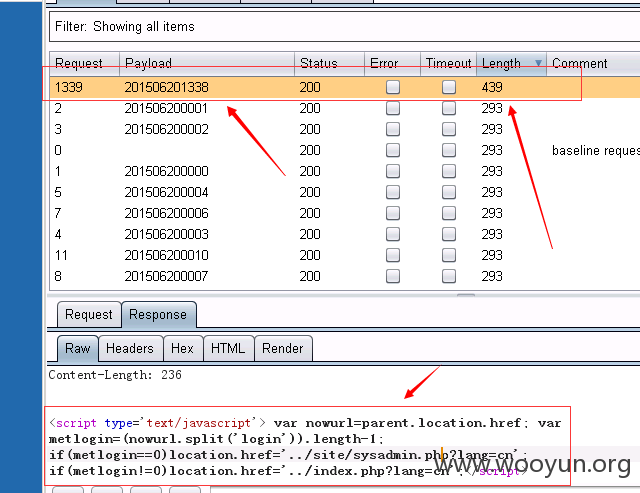 Filter: Showing all items
Request Payload Status Error Timeout Length Comment
1339 201506201338 200 439
2 201506200001 200 293
3 201506200002 200 293
0 200 293 baseline reque
1 201506200000 200 293
5 201506200004 200 293
7 201506200006 200 293
4 201506200003 200 293
11 201506200010 200 293
8 201506200007 200 293
Request Response
Raw Headers Hex HTML Render
Content-Length: 236
<script type='text/javascript'> var nowurl=parent.location.href; var
metlogin=(nowurl.split('login')).length-1;
if(metlogin==0)location.href='../site/sysadmin.php?lang=cn';
if(metlogin!=0)location.href='../index.php?lang=cn';</script>
www.wooyun.org